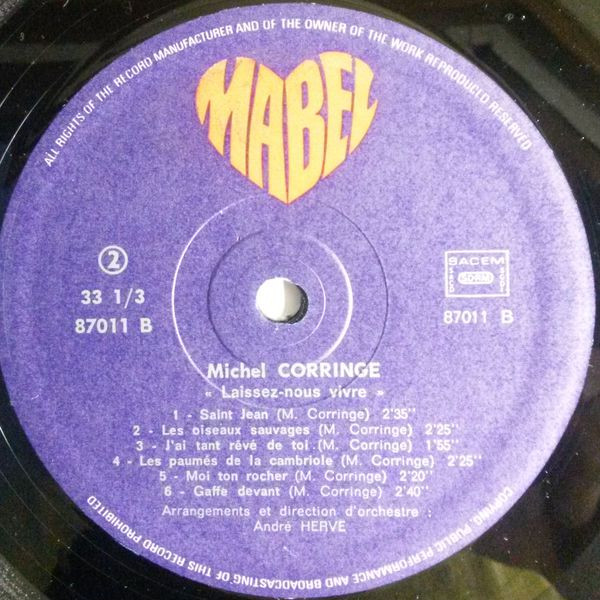 ALL RIGHTS OF THE RECORD MANUFACTURER AND OF THE OWNER OF THE WORK REPRODUCED RESERVED
MABEL
2
33 1/3
87011 B
SACEM
SDRM
87011 B
Michel CORRINGE
« Laissez-nous vivre »
1 - Saint Jean (M. Corringe) 2'35''
2 - Les oiseaux sauvages (M. Corringe) 2'25''
3 - J'ai tant rêvé de toi (M. Corringe) 1'55''
4 - Les paumés de la cambriole (M. Corringe) 2'25''
5 - Moi ton rocher (M. Corringe) 2'20''
6 - Gaffe devant (M. Corringe) 2'40''
Arrangements et direction d'orchestre :
André HERVE
COPYING, PUBLIC PERFORMANCE AND BROADCASTING OF THIS RECORD PROHIBITED